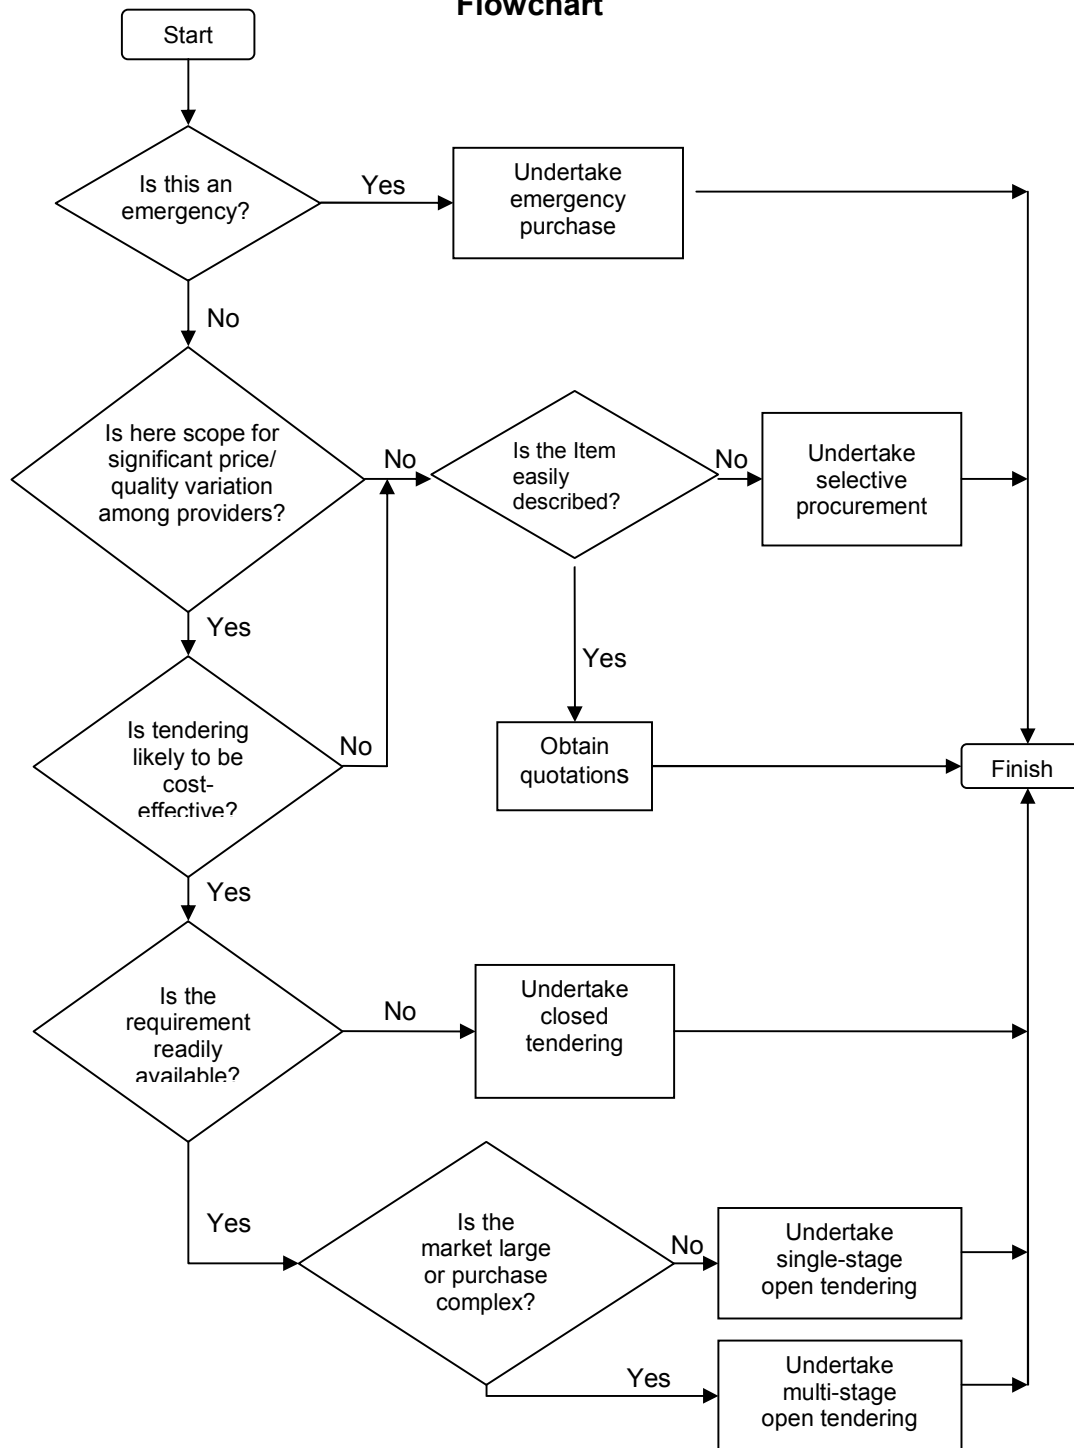 Flowchart
Start
Is this an
emergency?
Yes
Undertake
emergency
purchase
No
Is here scope for
significant price/
quality variation
among providers?
No
Is the Item
easily
described?
No
Undertake
selective
procurement
Yes
Yes
Is tendering
likely to be
cost-
effective?
No
Obtain
quotations
Finish
Yes
Is the
requirement
readily
available?
No
Undertake
closed
tendering
Yes
Is the
market large
or purchase
complex?
No
Undertake
single-stage
open tendering
Yes
Undertake
multi-stage
open tendering